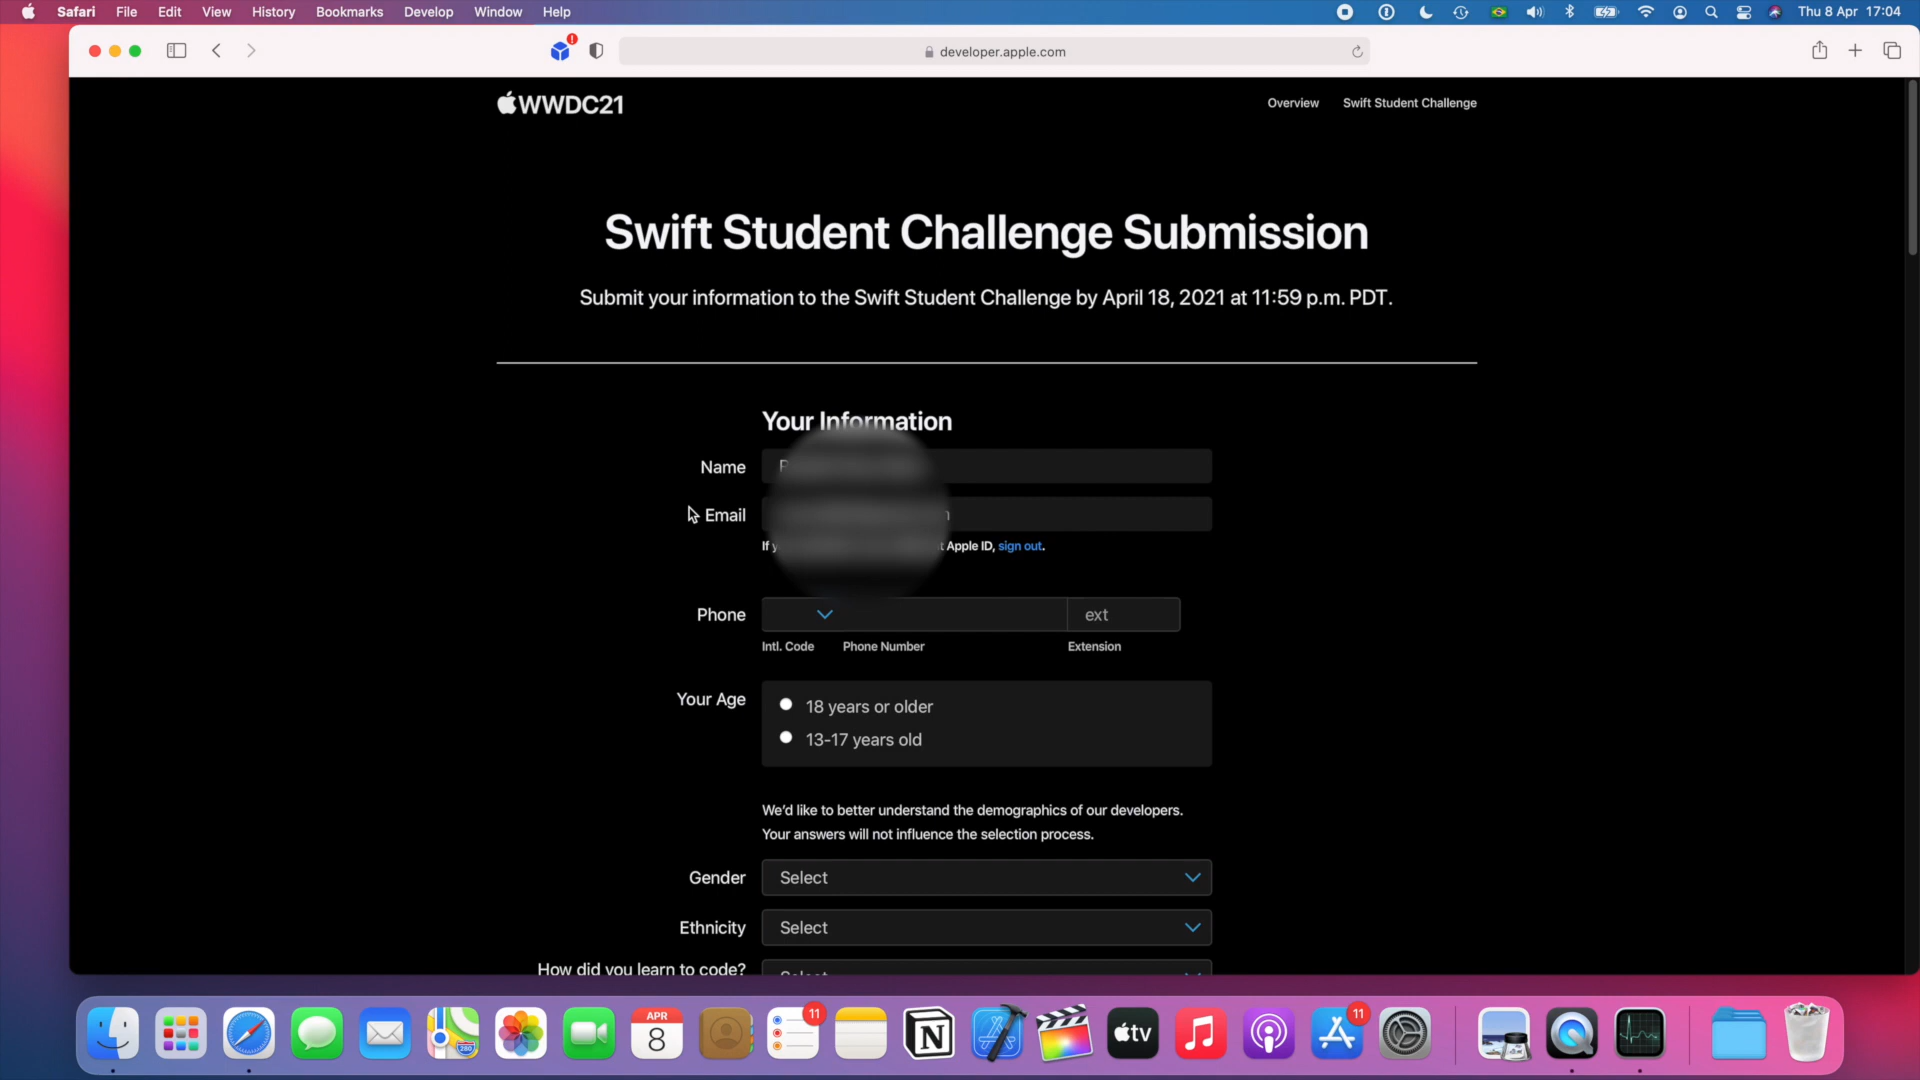 Safari File Edit View History Bookmarks Develop Window Help Thu 8 Apr 17:04
developer.apple.com
WWDC21 Overview Swift Student Challenge
Swift Student Challenge Submission
Submit your information to the Swift Student Challenge by April 18, 2021 at 11:59 p.m. PDT.
Your Information
Name
Email
If Apple ID, sign out.
Phone ext
Intl. Code Phone Number Extension
Your Age 18 years or older
13-17 years old
We'd like to better understand the demographics of our developers.
Your answers will not influence the selection process.
Gender Select
Ethnicity Select
How did you learn to code? Select
APR 11 11
8 N tv
280